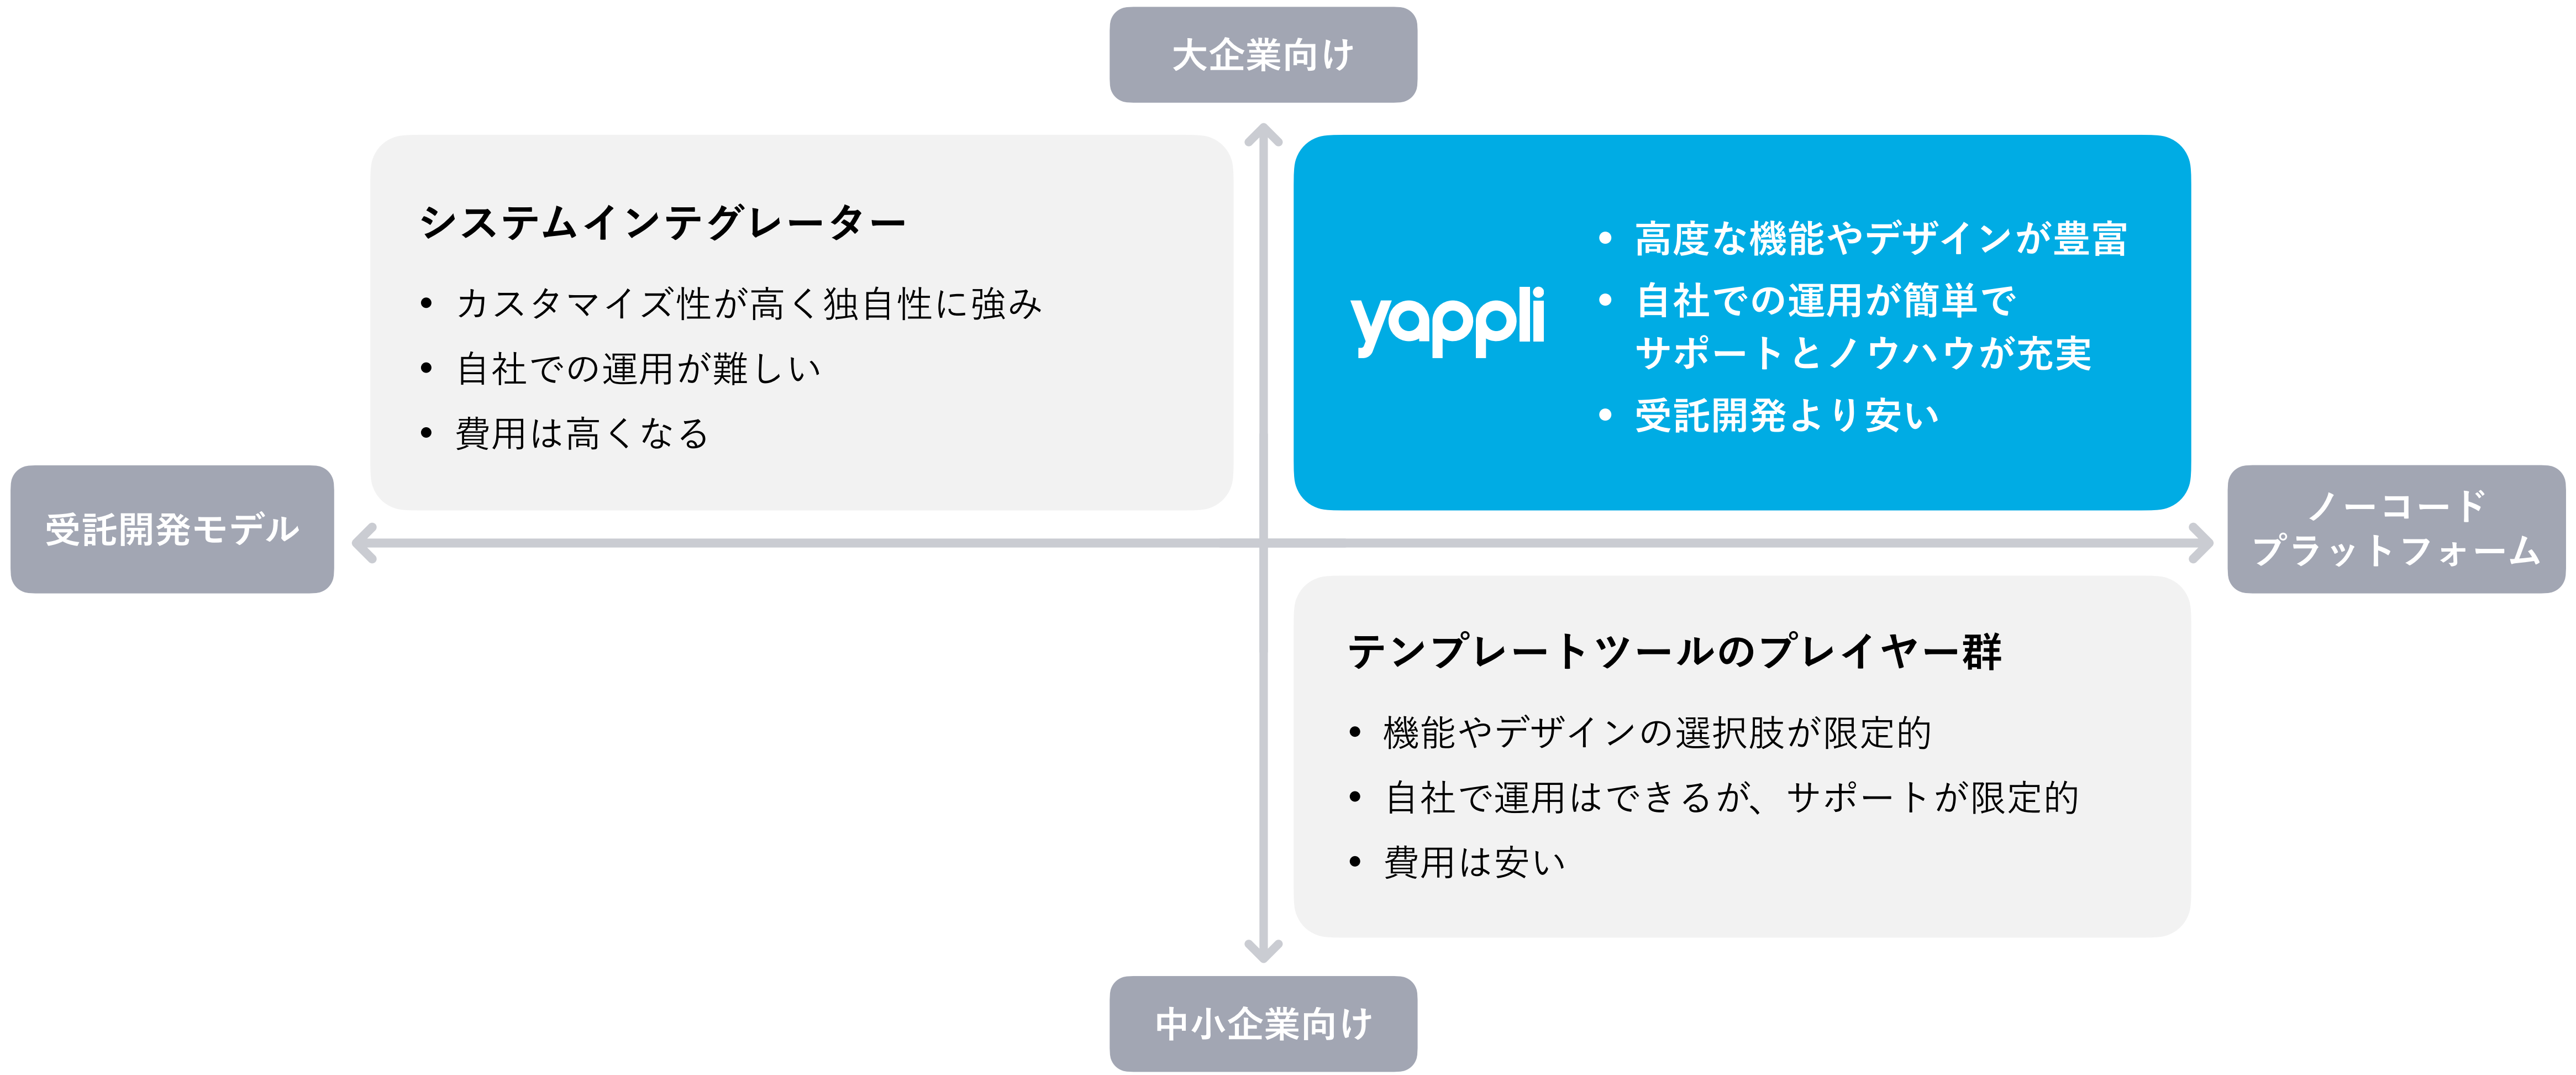 大企業向け
システムインテグレーター
• カスタマイズ性が高く独自性に強み
• 自社での運用が難しい
• 費用は高くなる
yappli
• 高度な機能やデザインが豊富
• 自社での運用が簡単で
サポートとノウハウが充実
• 受託開発より安い
受託開発モデル
ノーコード
プラットフォーム
テンプレートツールのプレイヤー群
• 機能やデザインの選択肢が限定的
• 自社で運用はできるが、サポートが限定的
• 費用は安い
中小企業向け